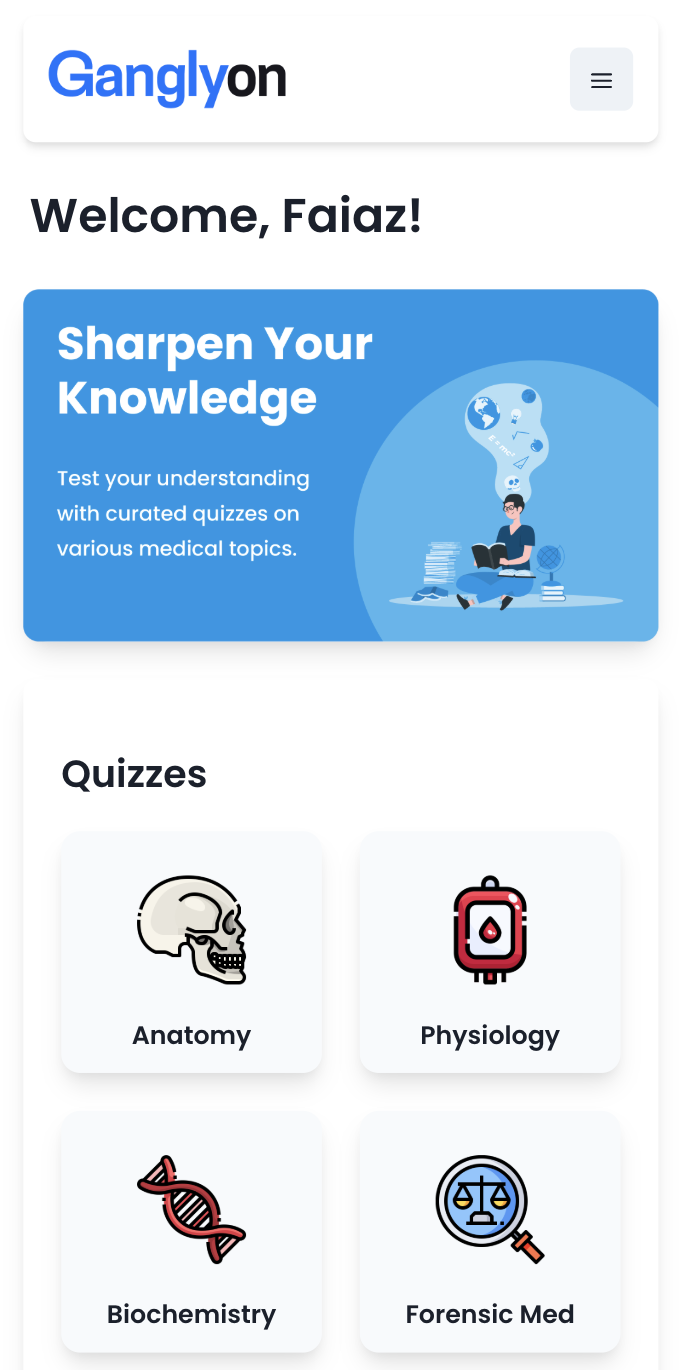 Ganglyon
Welcome, Faiaz!
Sharpen Your
Knowledge
Test your understanding
with curated quizzes on
various medical topics.
E = mc²
Quizzes
Anatomy
Physiology
Biochemistry
Forensic Med